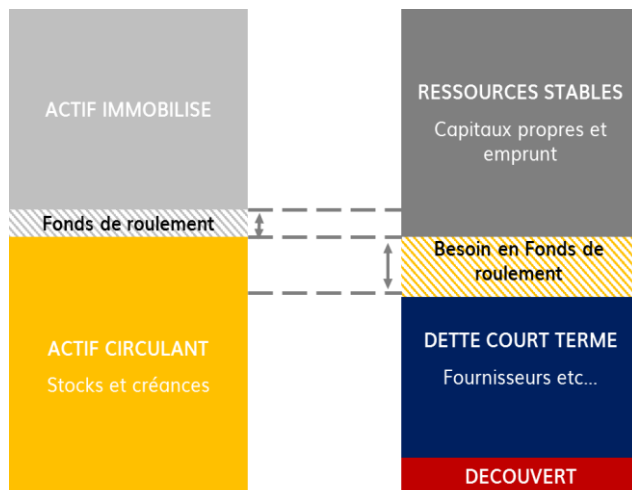 ACTIF IMMOBILISE
Fonds de roulement
ACTIF CIRCULANT
Stocks et créances
RESSOURCES STABLES
Capitaux propres et
emprunt
Besoin en Fonds de
roulement
DETTE COURT TERME
Fournisseurs etc...
DECOUVERT